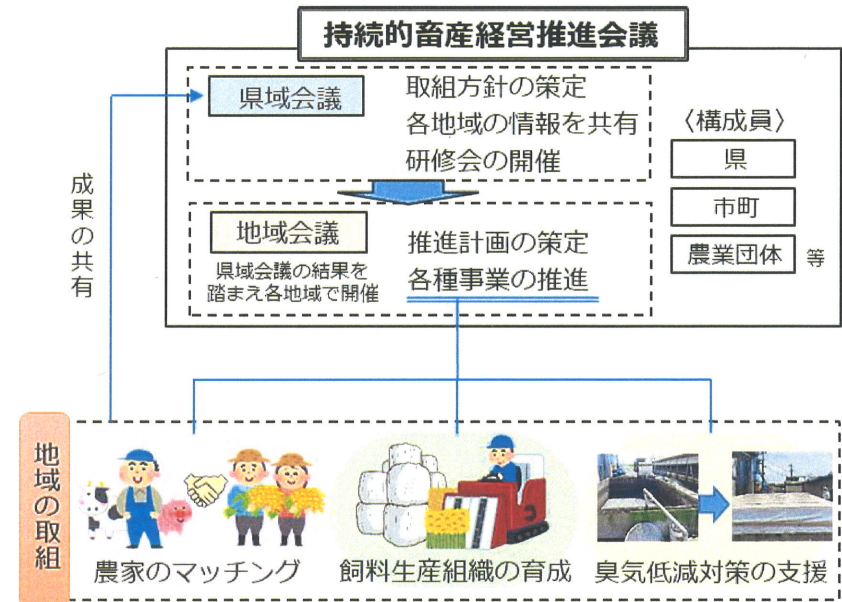 持続的畜産経営推進会議
県域会議
取組方針の策定
各地域の情報を共有
研修会の開催
〈構成員〉
県
市町
農業団体 等
地域会議
県域会議の結果を
踏まえ各地域で開催
推進計画の策定
各種事業の推進
成果の共有
地域の取組
農家のマッチング
飼料生産組織の育成
臭気低減対策の支援